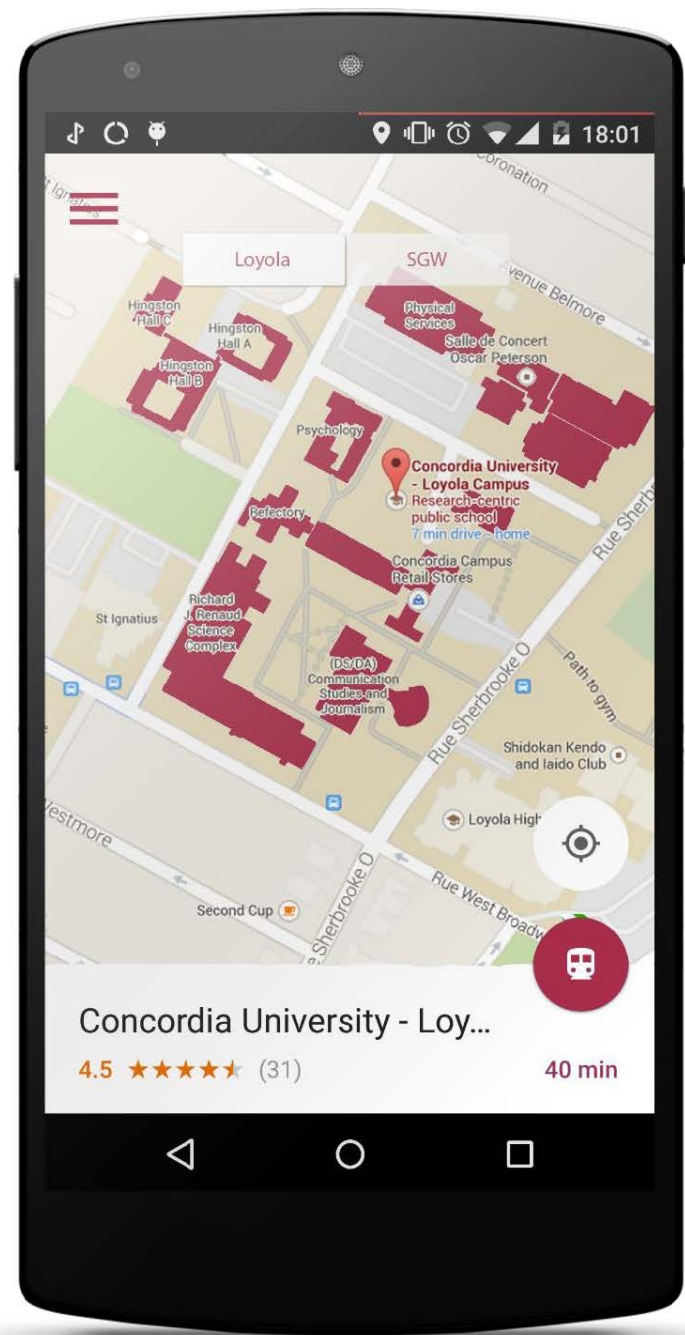 18:01
Coronation
St Ignatius
Loyola
SGW
Avenue Belmore
Hingston
Hall C
Hingston
Hall A
Hingston
Hall B
Physical
Services
Salle de Concert
Oscar Peterson
Psychology
Concordia University
- Loyola Campus
Research-centric
public school
7 min drive - home
Rue Sherb
Refectory
Concordia Campus
Retail Stores
Richard
J. Renaud
Science
Complex
St Ignatius
(DS/DA)
Communication
Studies and
Journalism
Path to gym
Rue Sherbrooke O
Shidokan Kendo
and Iaido Club
Westmore
Loyola High
Second Cup
Rue Sherbrooke O
Rue West Broadw
Concordia University - Loy...
4.5 ★★★★★ (31)
40 min